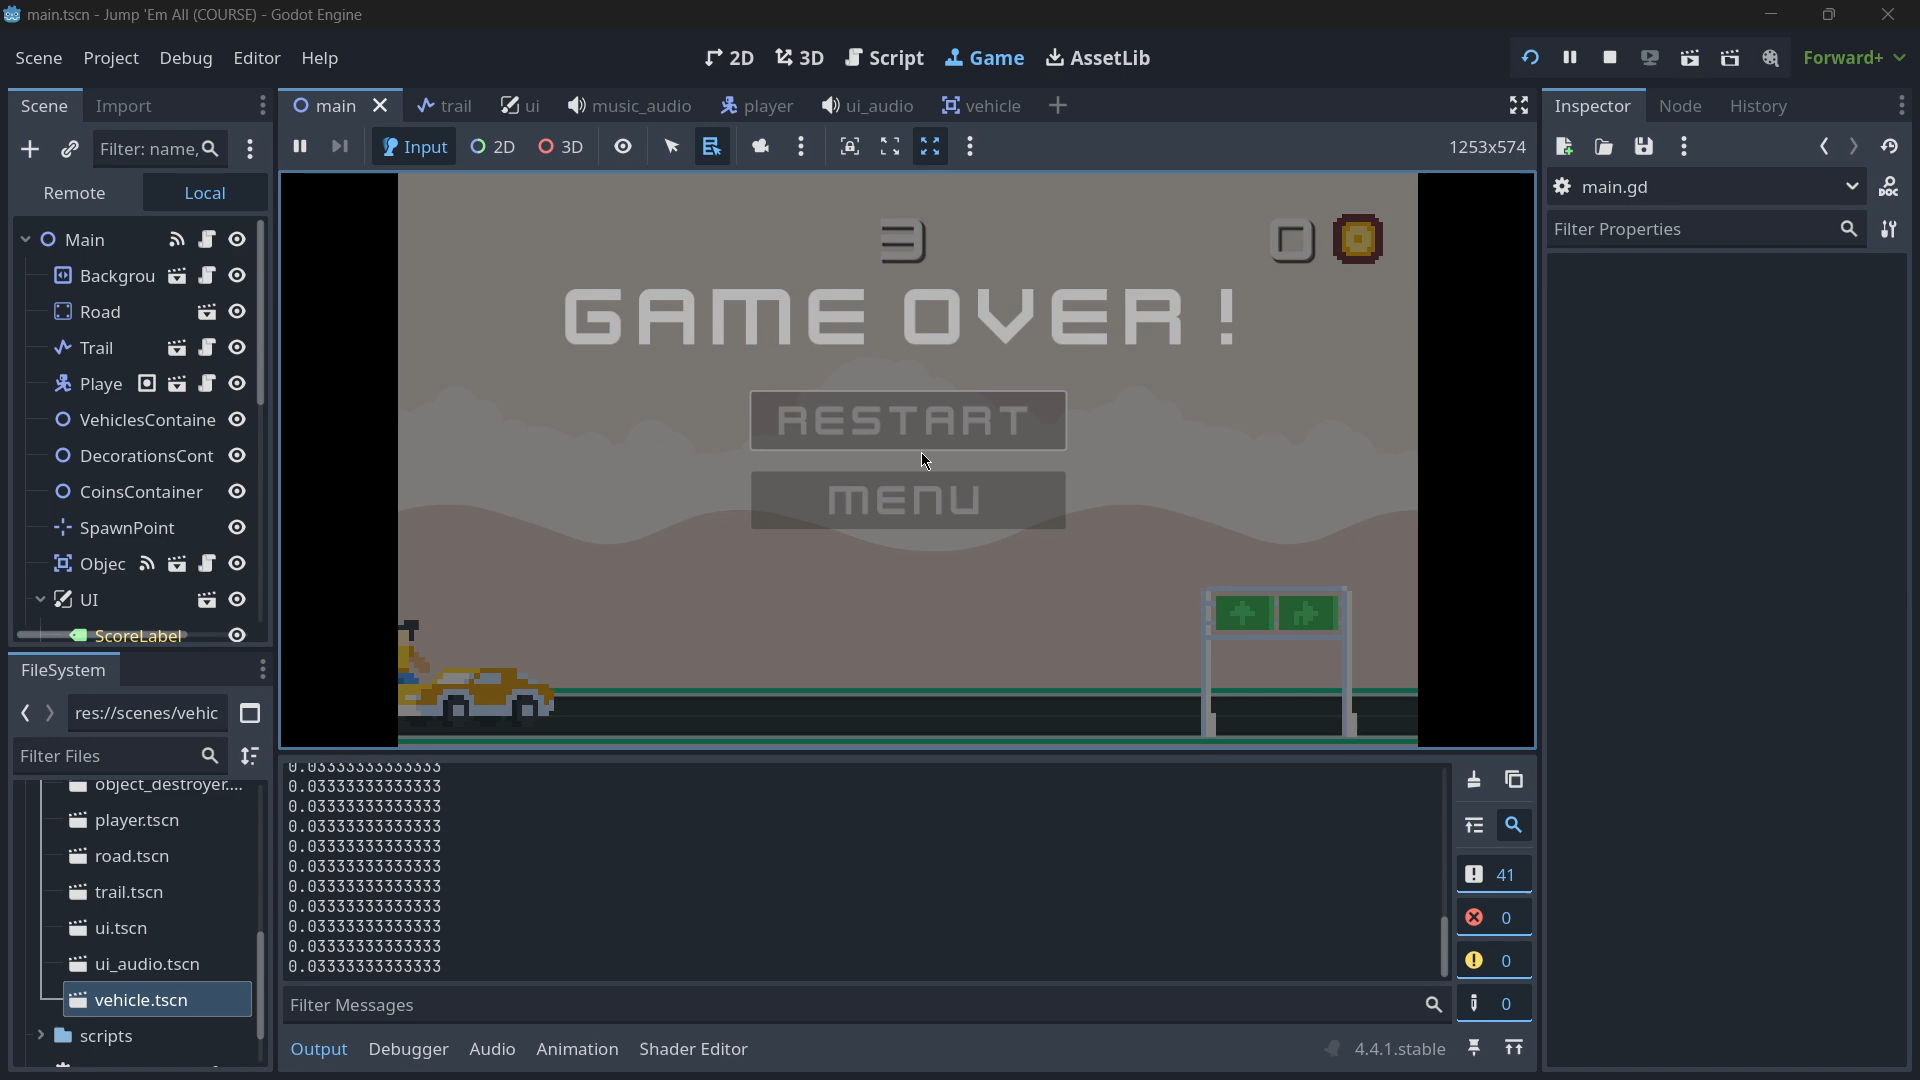 main.tscn - Jump 'Em All (COURSE) - Godot Engine
Scene Project Debug Editor Help
2D 3D Script Game AssetLib
Forward+
Scene Import
main trail ui music_audio player ui_audio vehicle
Inspector Node History
Filter: name,
Input 2D 3D
1253x574
Remote Local
main.gd
Filter Properties
Main
Backgrou
Road
Trail
Playe
VehiclesContaine
DecorationsCont
CoinsContainer
SpawnPoint
Objec
UI
ScoreLabel
3
0
GAME OVER !
RESTART
MENU
FileSystem
res://scenes/vehic
Filter Files
object_destroyer....
player.tscn
road.tscn
trail.tscn
ui.tscn
ui_audio.tscn
vehicle.tscn
scripts
0.03333333333333
0.03333333333333
0.03333333333333
0.03333333333333
0.03333333333333
0.03333333333333
0.03333333333333
0.03333333333333
0.03333333333333
0.03333333333333
0.03333333333333
DOC
41
0
0
0
Filter Messages
Output Debugger Audio Animation Shader Editor
4.4.1.stable